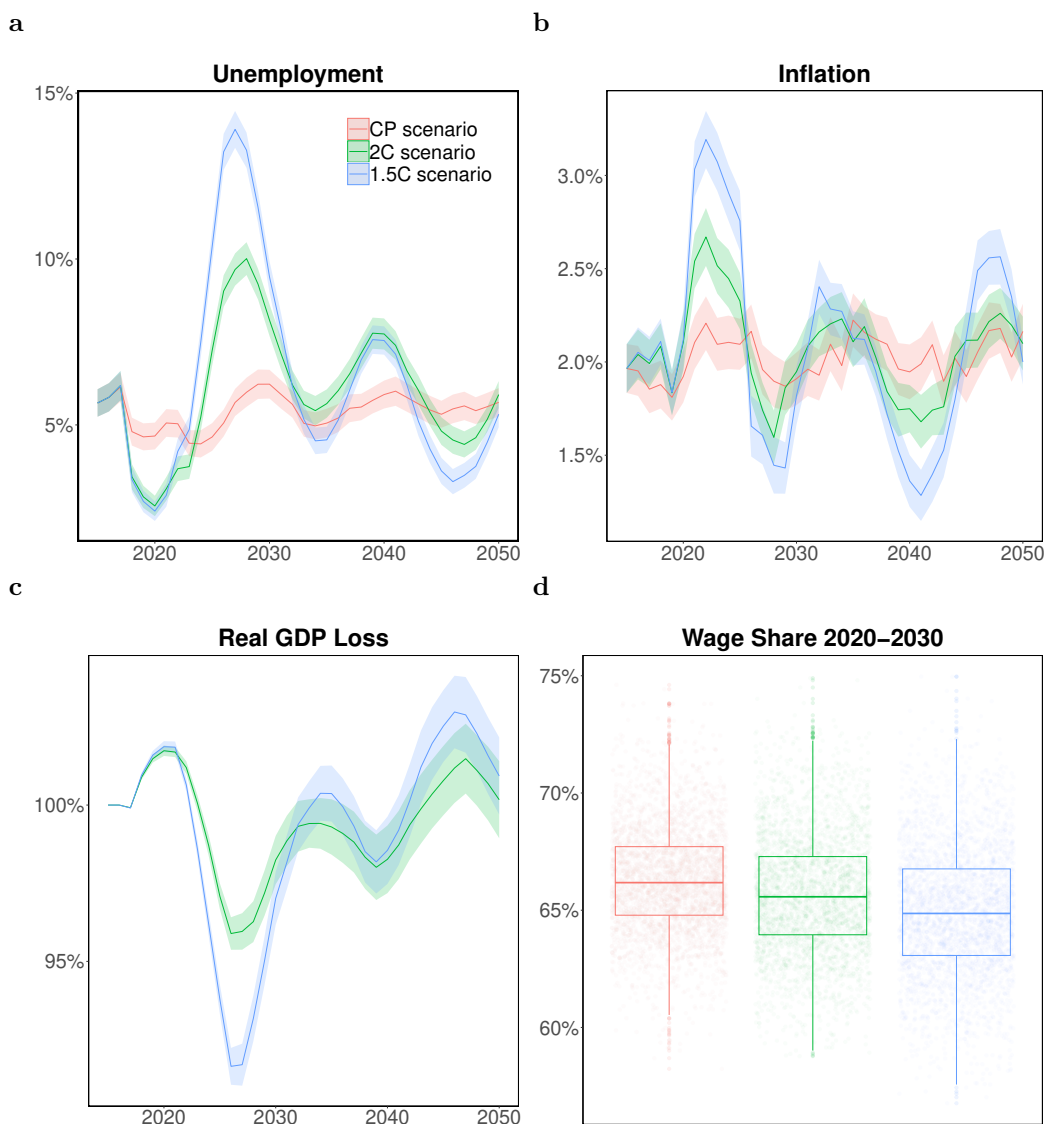 a
Unemployment
15%
10%
5%
CP scenario
2C scenario
1.5C scenario
2020 2030 2040 2050
b
Inflation
3.0%
2.5%
2.0%
1.5%
2020 2030 2040 2050
c
Real GDP Loss
100%
95%
2020 2030 2040 2050
d
Wage Share 2020−2030
75%
70%
65%
60%